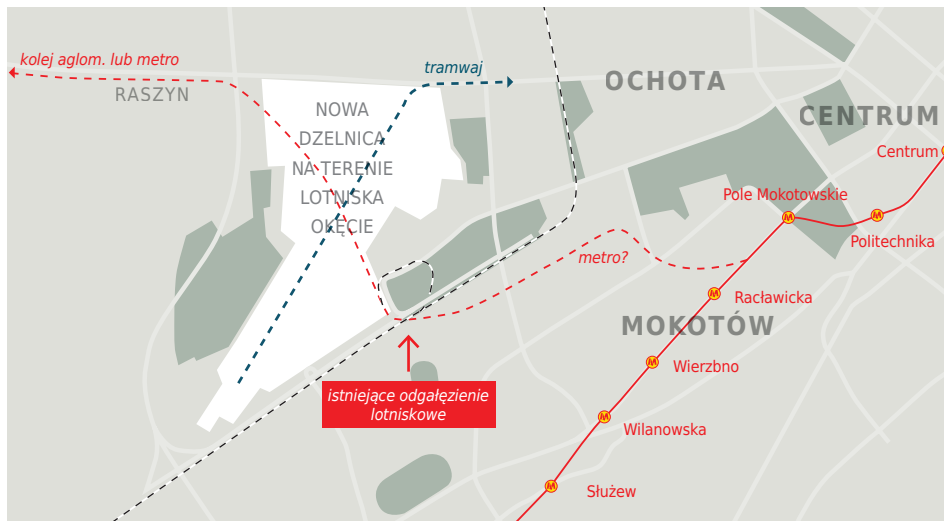 kolej aglom. lub metro
tramwaj
RASZYN
OCHOTA
NOWA
DZELNICA
NA TERENIE
LOTNISKA
OKĘCIE
CENTRUM
Centrum
Pole Mokotowskie
Politechnika
metro?
Racławicka
MOKOTÓW
Wierzbno
istniejące odgałęzienie
lotniskowe
Wilanowska
Służew